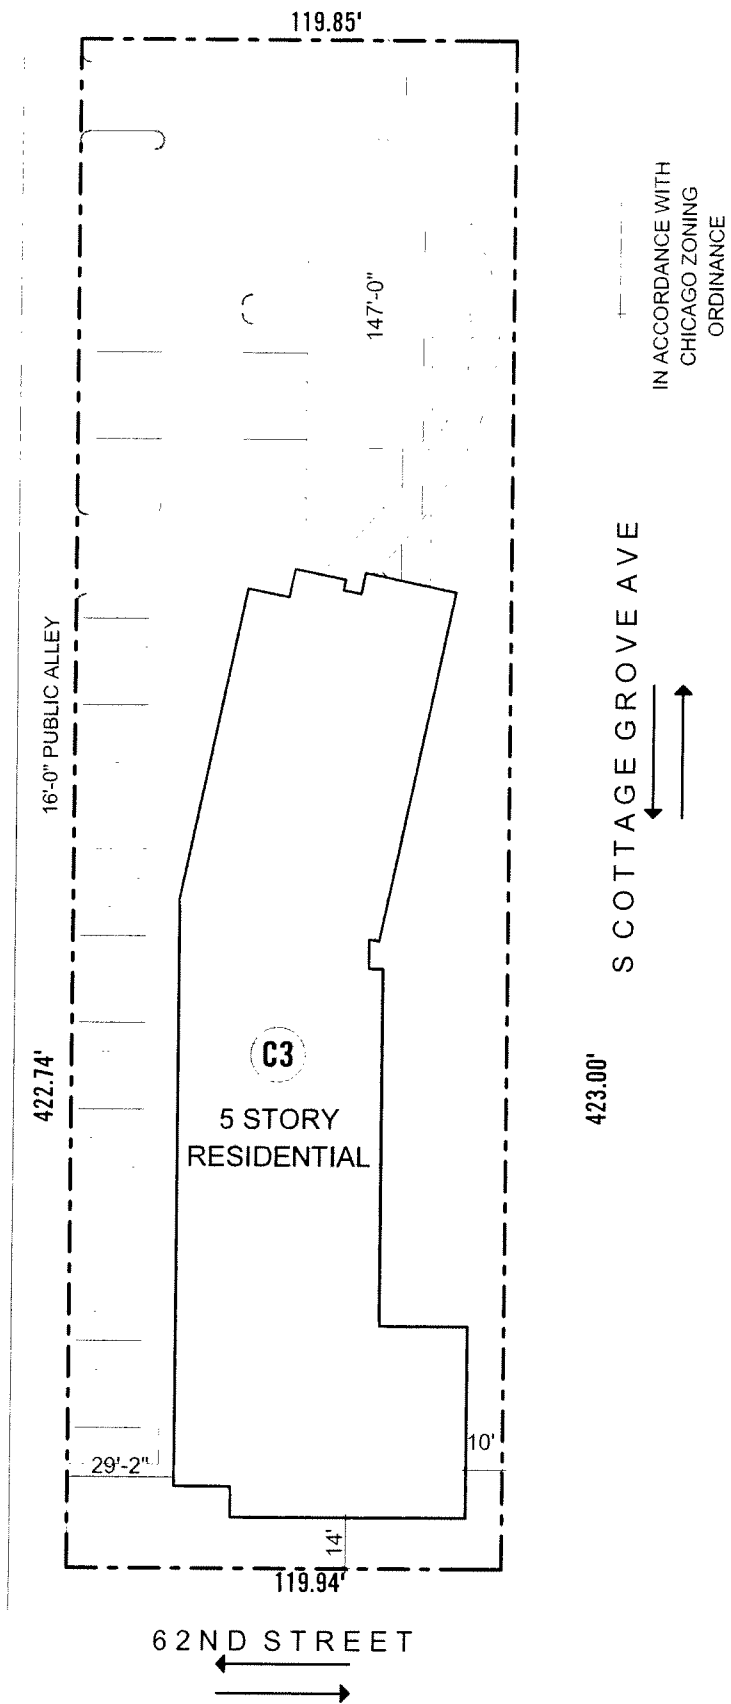 119.85'
IN ACCORDANCE WITH
CHICAGO ZONING
ORDINANCE
147'-0"
S COTTAGE GROVE AVE
16'-0" PUBLIC ALLEY
C3
422.74'
423.00'
5 STORY
RESIDENTIAL
10'
29'-2"
14'
119.94'
62ND STREET